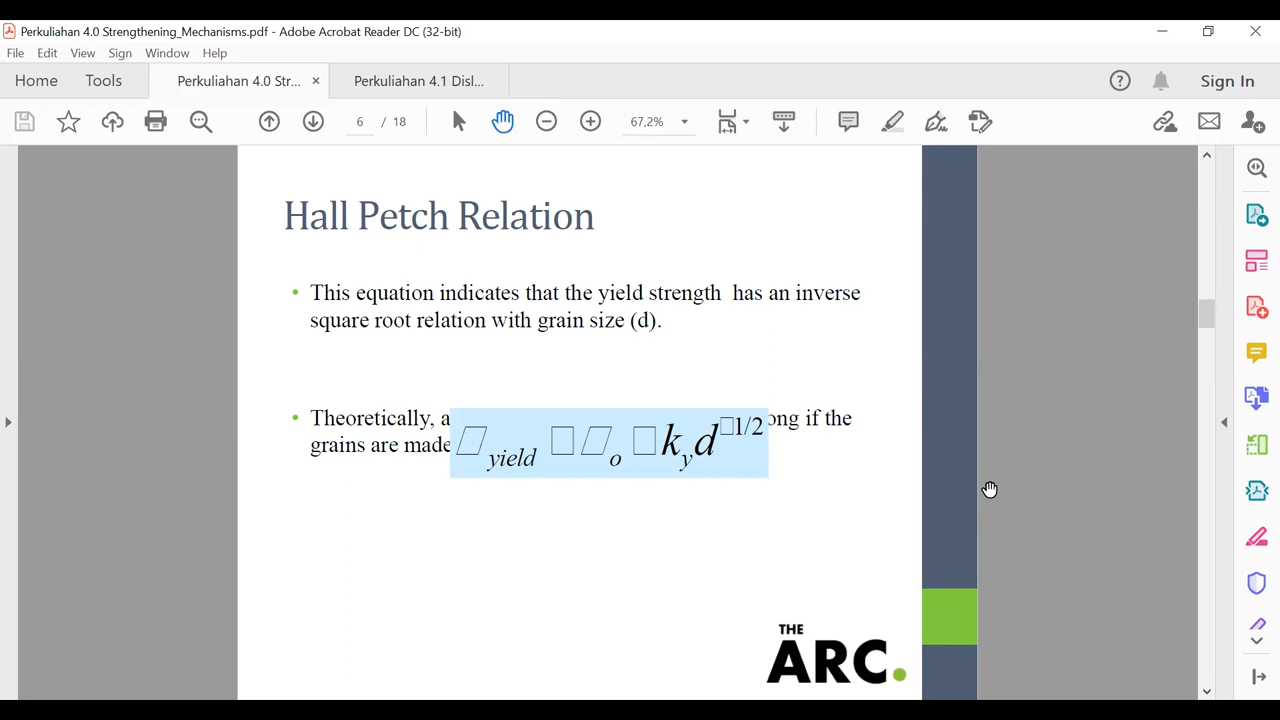 Perkuliahan 4.0 Strengthening_Mechanisms.pdf - Adobe Acrobat Reader DC (32-bit)
File Edit View Sign Window Help
Home Tools Perkuliahan 4.0 Str... × Perkuliahan 4.1 Disl... Sign In
6 / 18 67,2%
Hall Petch Relation
• This equation indicates that the yield strength has an inverse
square root relation with grain size (d).
• Theoretically, a ong if the
grains are made
□yield □□o □kyd□1/2
THE
ARC.